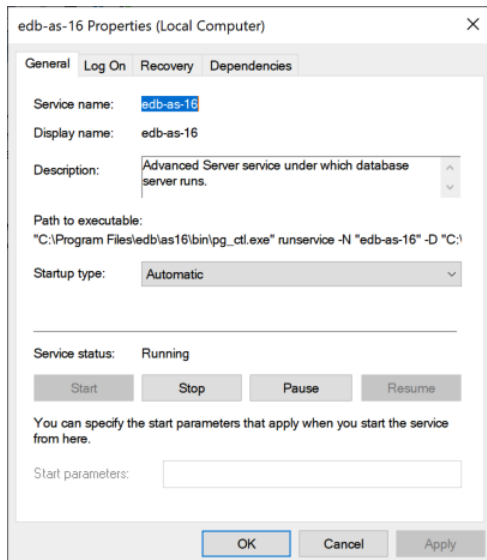 edb-as-16 Properties (Local Computer)
General Log On Recovery Dependencies
Service name: edb-as-16
Display name: edb-as-16
Description: Advanced Server service under which database
server runs.
Path to executable:
"C:\Program Files\edb\as16\bin\pg_ctl.exe" runservice -N "edb-as-16" -D "C:\
Startup type: Automatic
Service status: Running
Start Stop Pause Resume
You can specify the start parameters that apply when you start the service
from here.
Start parameters:
OK Cancel Apply